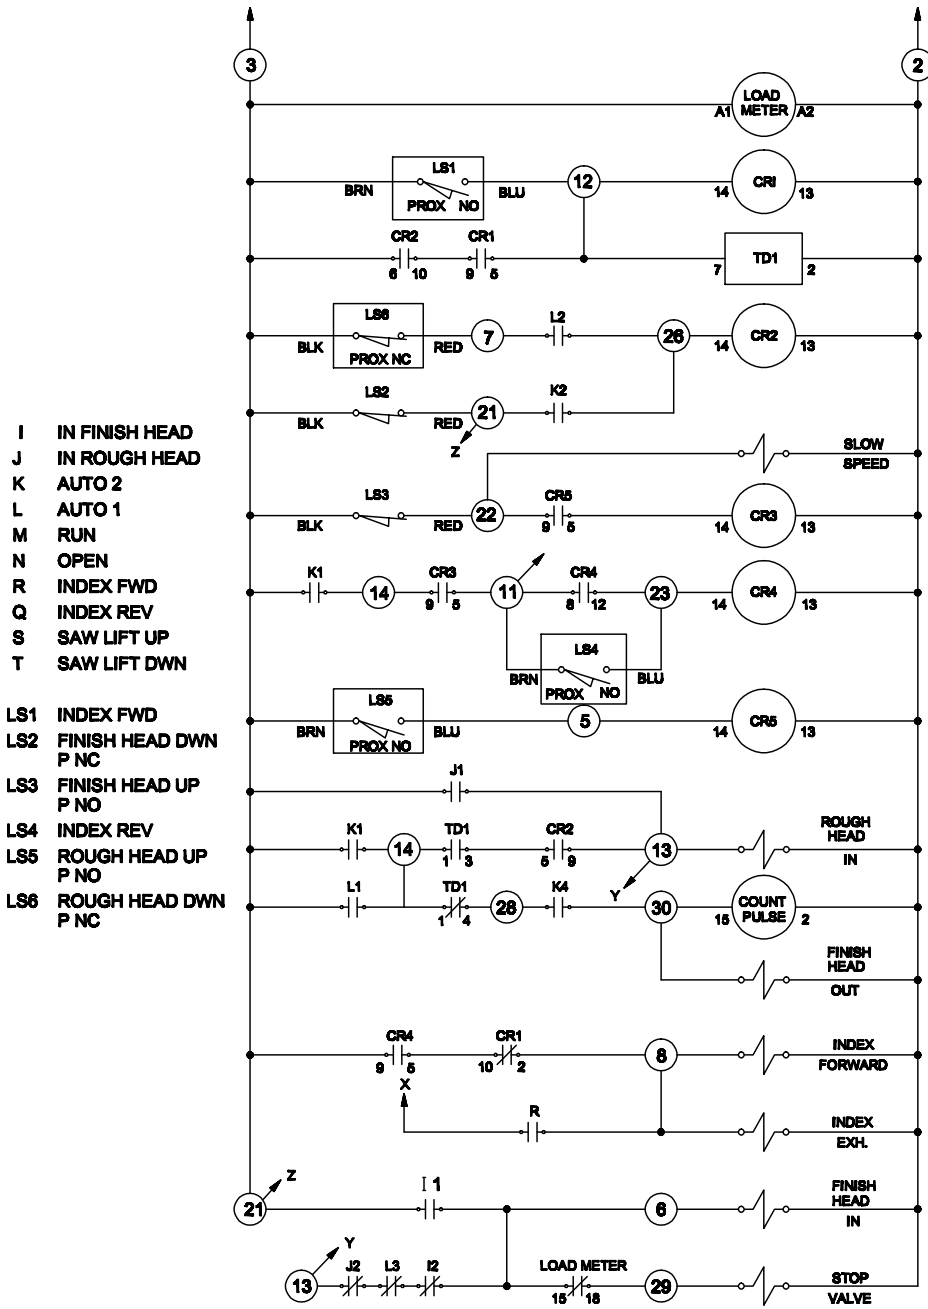 3
2
LOAD
A1 METER A2
LS1
12
BRN
BLU
14 CR1 13
PROX NO
CR2 CR1
6 10 9 5
7 TD1 2
LS6
7
L2
26
14 CR2 13
BLK
RED
PROX NC
LS2
K2
21
BLK
RED
Z
SLOW
SPEED
LS3
CR5
22
BLK
RED
9 5
14 CR3 13
K1
14
CR3
9 5
11
CR4
8 12
23
14 CR4 13
LS4
BRN
BLU
PROX NO
LS5
BRN
BLU
PROX NO
5
14 CR5 13
J1
K1
14
TD1
1 3
CR2
5 9
13
Y
ROUGH
HEAD
IN
L1
TD1
1 4
28
K4
30
COUNT
15 PULSE 2
FINISH
HEAD
OUT
CR4
9 5
X
CR1
10 2
8
INDEX
FORWARD
R
INDEX
EXH.
21
Z
I 1
6
FINISH
HEAD
IN
13
Y
J2 L3 I2
LOAD METER
15 18
29
STOP
VALVE
I IN FINISH HEAD
J IN ROUGH HEAD
K AUTO 2
L AUTO 1
M RUN
N OPEN
R INDEX FWD
Q INDEX REV
S SAW LIFT UP
T SAW LIFT DWN
LS1 INDEX FWD
LS2 FINISH HEAD DWN
P NC
LS3 FINISH HEAD UP
P NO
LS4 INDEX REV
LS5 ROUGH HEAD UP
P NO
LS6 ROUGH HEAD DWN
P NC